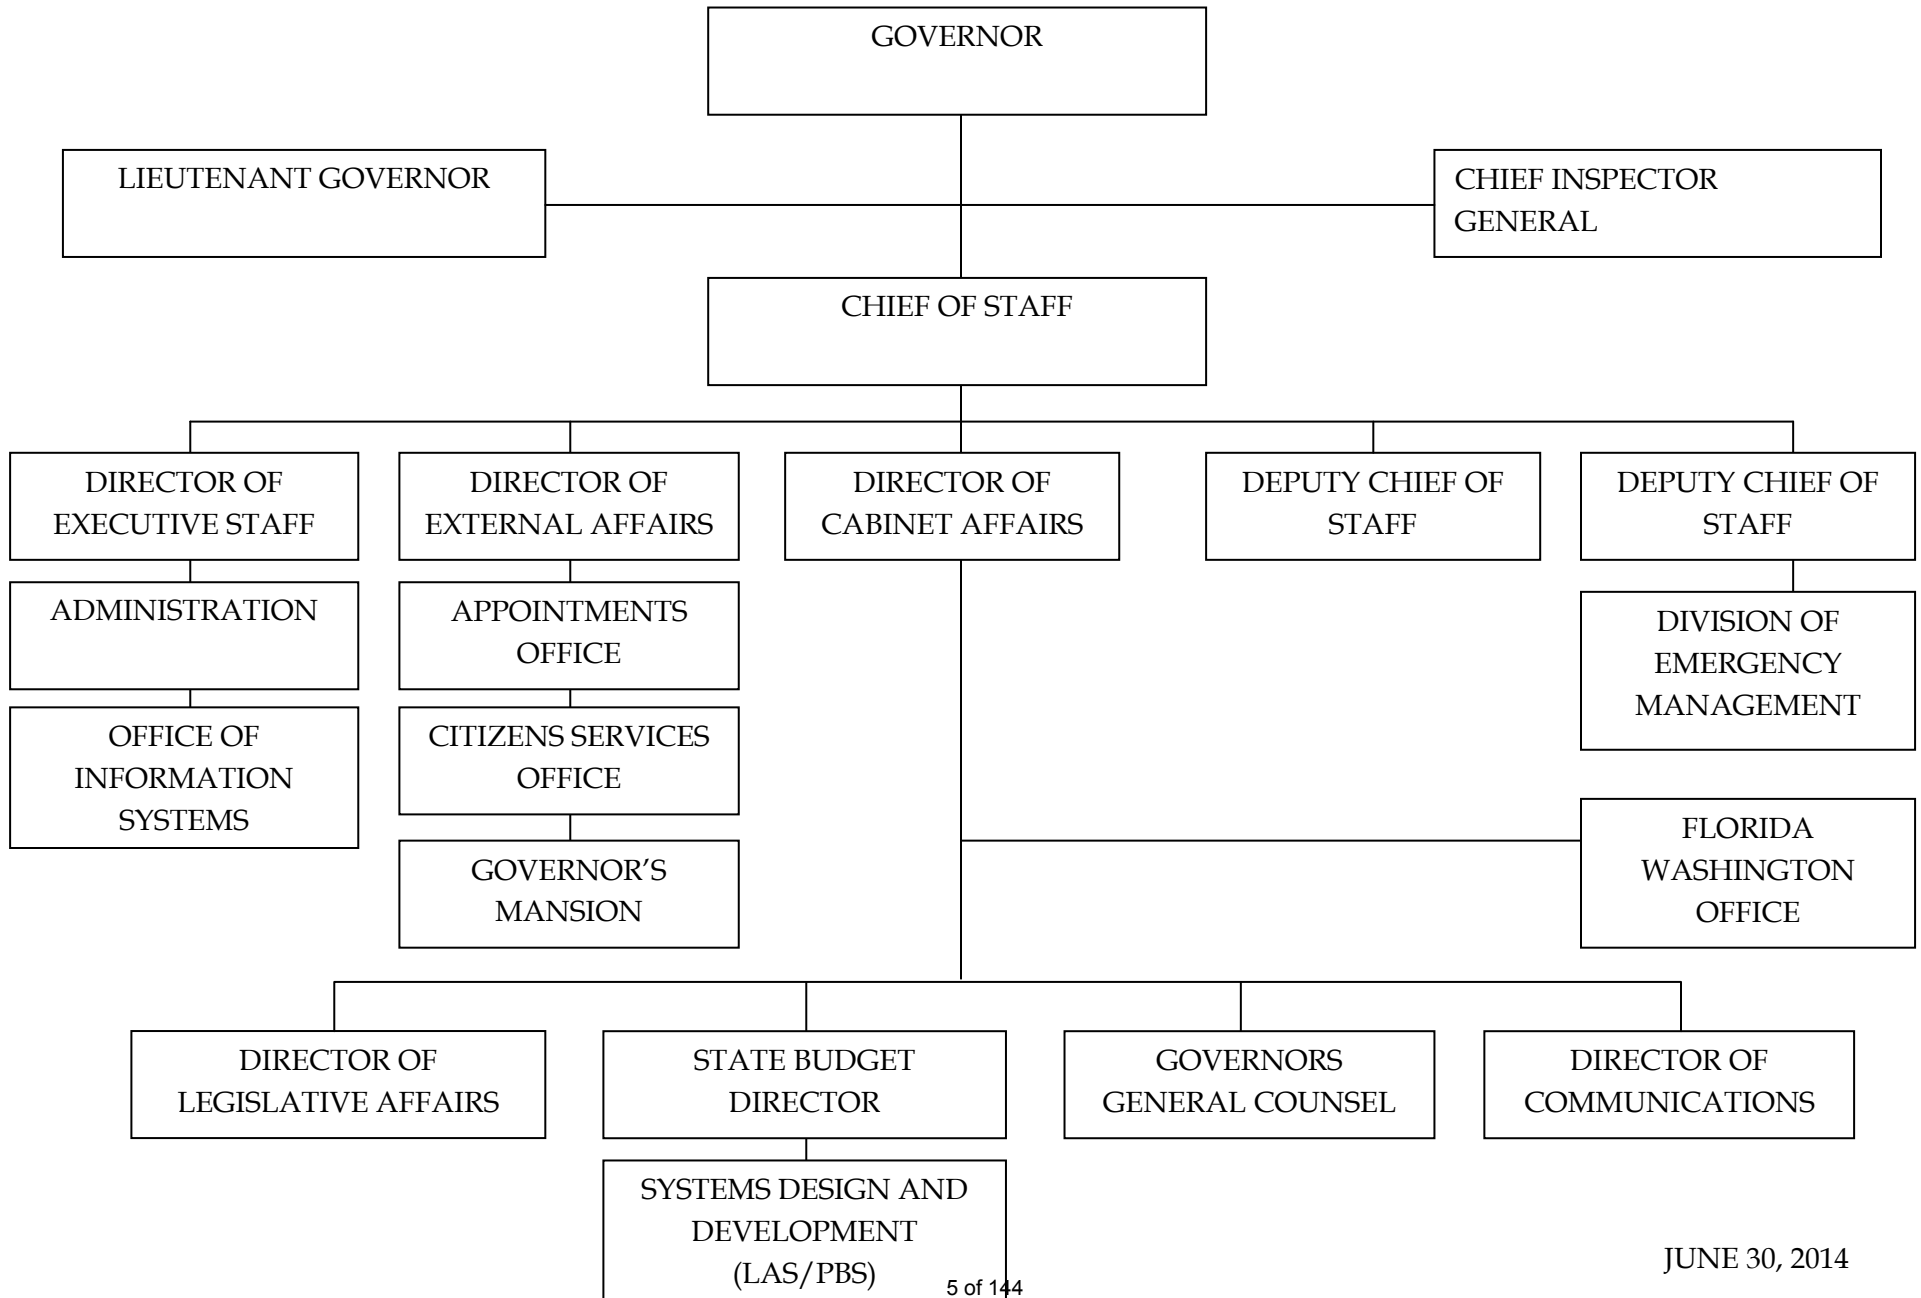 GOVERNOR
LIEUTENANT GOVERNOR
CHIEF INSPECTOR
GENERAL
CHIEF OF STAFF
DIRECTOR OF
EXECUTIVE STAFF
DIRECTOR OF
EXTERNAL AFFAIRS
DIRECTOR OF
CABINET AFFAIRS
DEPUTY CHIEF OF
STAFF
DEPUTY CHIEF OF
STAFF
ADMINISTRATION
APPOINTMENTS
OFFICE
DIVISION OF
EMERGENCY
MANAGEMENT
OFFICE OF
INFORMATION
SYSTEMS
CITIZENS SERVICES
OFFICE
GOVERNOR’S
MANSION
FLORIDA
WASHINGTON
OFFICE
DIRECTOR OF
LEGISLATIVE AFFAIRS
STATE BUDGET
DIRECTOR
GOVERNORS
GENERAL COUNSEL
DIRECTOR OF
COMMUNICATIONS
SYSTEMS DESIGN AND
DEVELOPMENT
(LAS/PBS)
JUNE 30, 2014
5 of 144